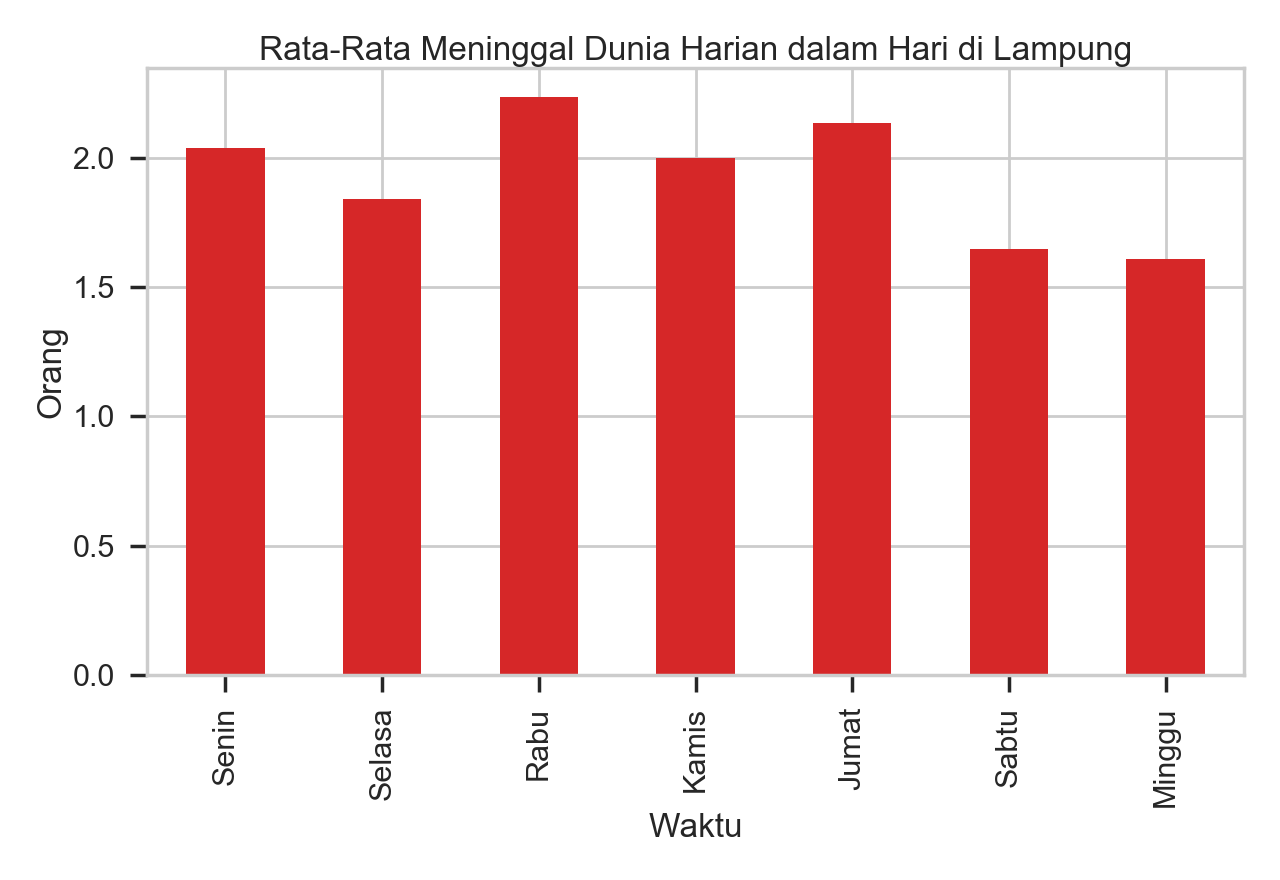 Rata-Rata Meninggal Dunia Harian dalam Hari di Lampung
Orang
2.0
1.5
1.0
0.5
0.0
Senin
Selasa
Rabu
Kamis
Jumat
Sabtu
Minggu
Waktu